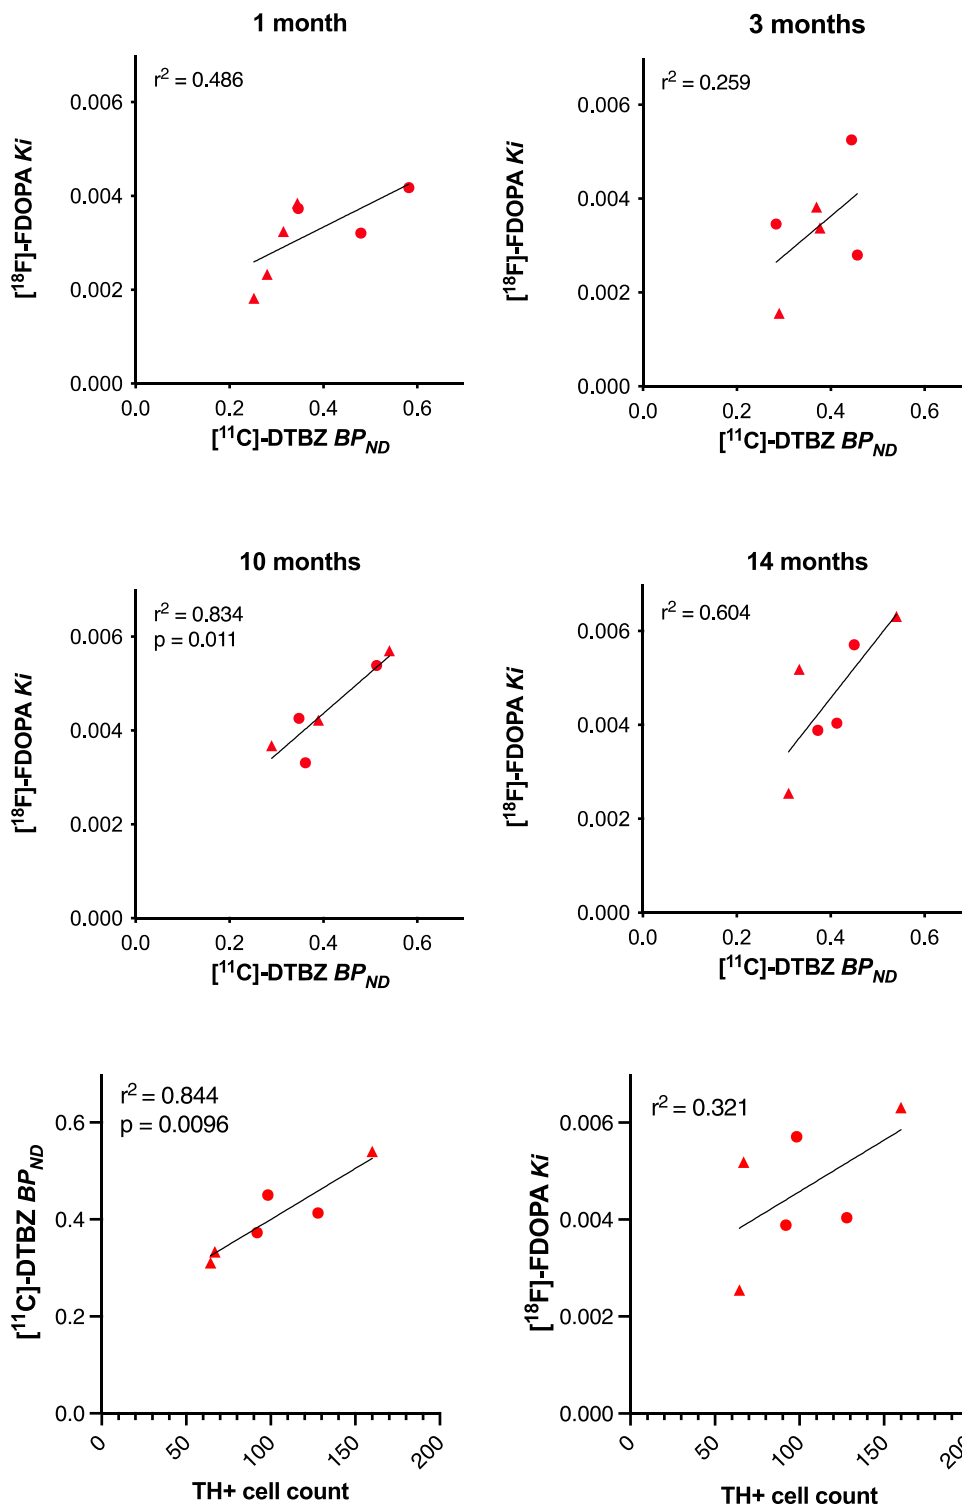 1 month
r² = 0.486
[¹⁸F]-FDOPA Ki
0.006
0.004
0.002
0.000
0.0 0.2 0.4 0.6
[¹¹C]-DTBZ BP_ND
3 months
r² = 0.259
[¹⁸F]-FDOPA Ki
0.006
0.004
0.002
0.000
0.0 0.2 0.4 0.6
[¹¹C]-DTBZ BP_ND
10 months
r² = 0.834
p = 0.011
[¹⁸F]-FDOPA Ki
0.006
0.004
0.002
0.000
0.0 0.2 0.4 0.6
[¹¹C]-DTBZ BP_ND
14 months
r² = 0.604
[¹⁸F]-FDOPA Ki
0.006
0.004
0.002
0.000
0.0 0.2 0.4 0.6
[¹¹C]-DTBZ BP_ND
r² = 0.844
p = 0.0096
[¹¹C]-DTBZ BP_ND
0.6
0.4
0.2
0.0
0 50 100 150 200
TH+ cell count
r² = 0.321
[¹⁸F]-FDOPA Ki
0.006
0.004
0.002
0.000
0 50 100 150 200
TH+ cell count